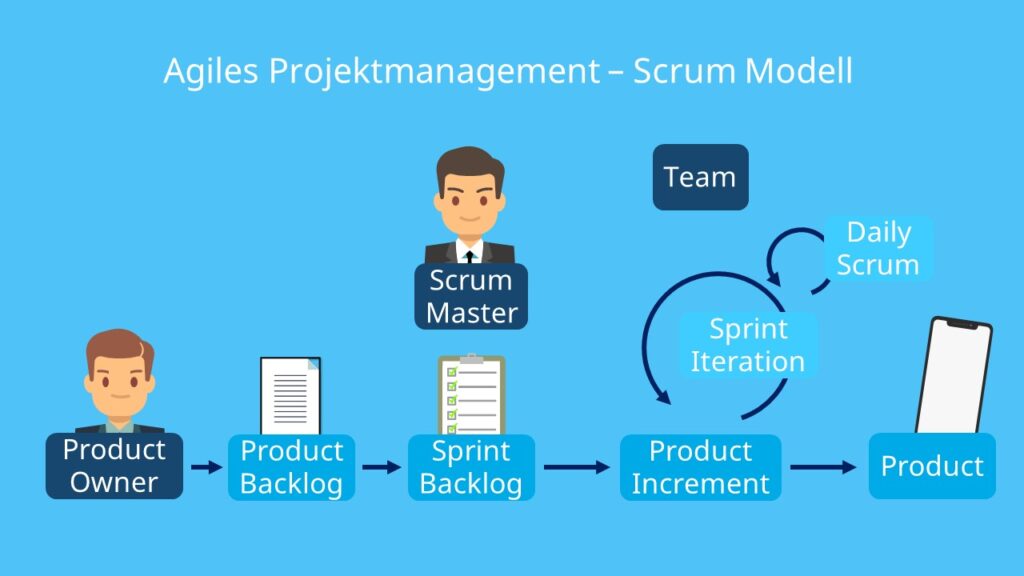 Agiles Projektmanagement – Scrum Modell
Team
Daily
Scrum
Scrum
Master
Sprint
Iteration
Product
Owner
Product
Backlog
Sprint
Backlog
Product
Increment
Product